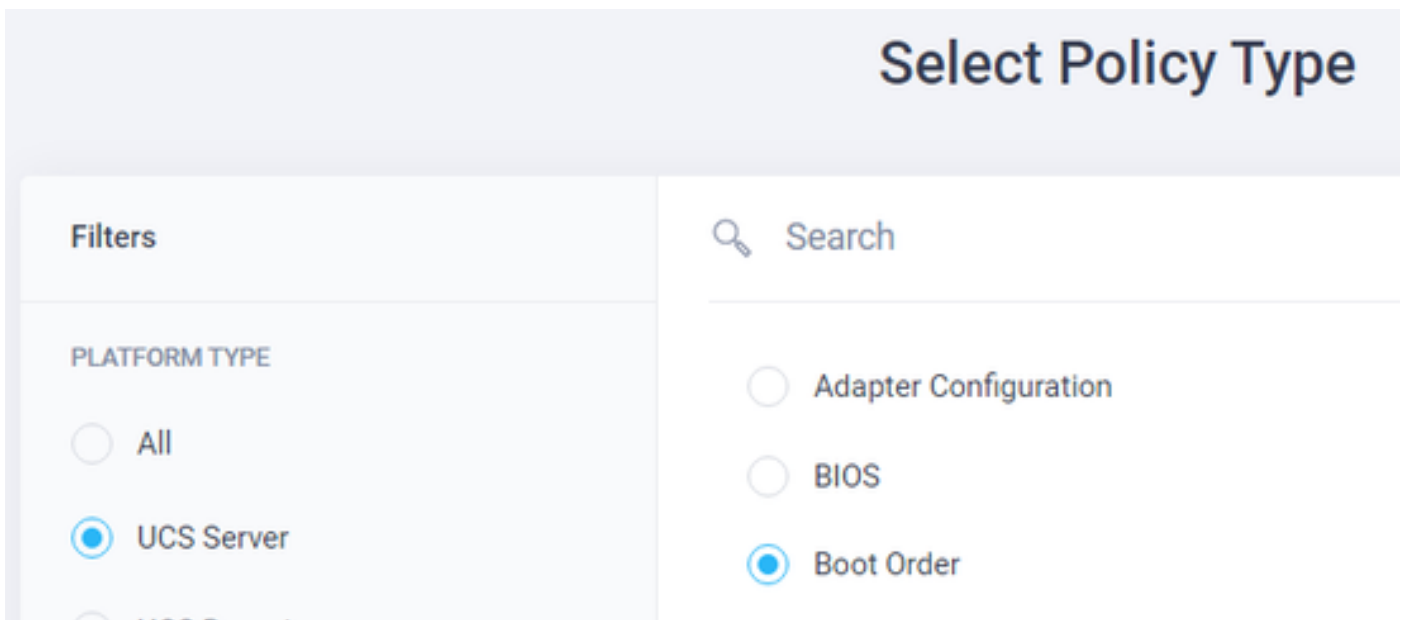 Select Policy Type
Filters
Search
PLATFORM TYPE
All
UCS Server
Adapter Configuration
BIOS
Boot Order